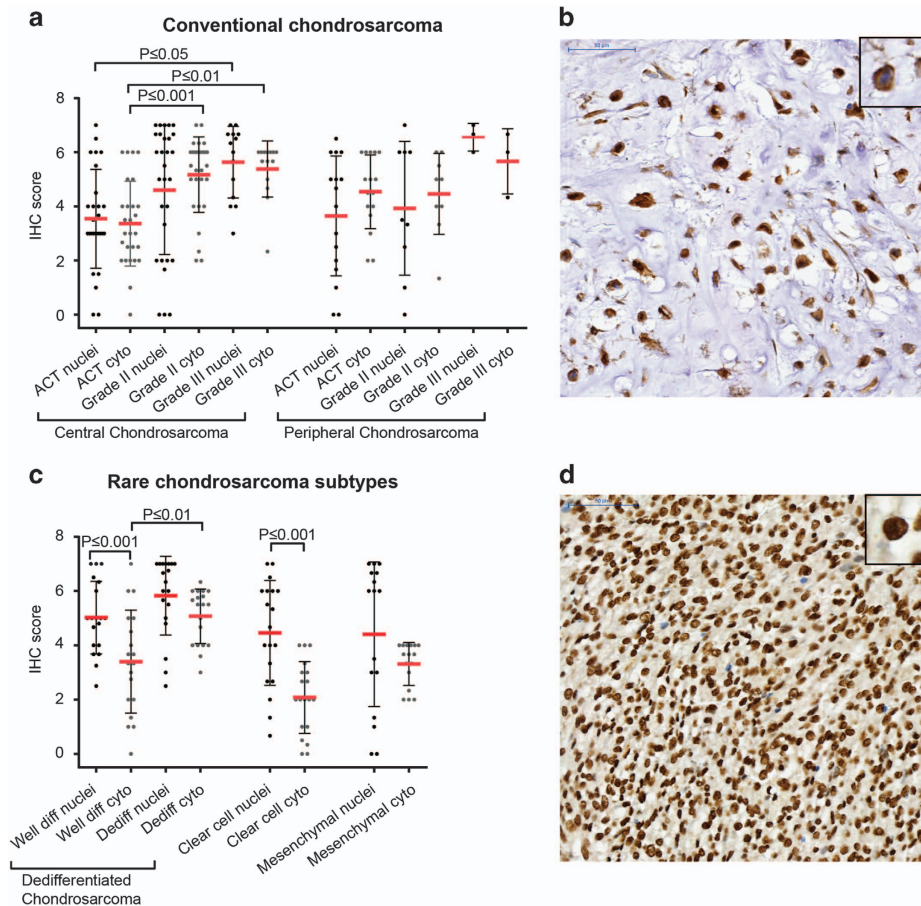 a
Conventional chondrosarcoma
P≤0.05
P≤0.01
P≤0.001
IHC score
8
6
4
2
0
ACT nuclei
ACT cyto
Grade II nuclei
Grade II cyto
Grade III nuclei
Grade III cyto
ACT nuclei
ACT cyto
Grade II nuclei
Grade II cyto
Grade III nuclei
Grade III cyto
Central Chondrosarcoma
Peripheral Chondrosarcoma
b
50 µm
c
Rare chondrosarcoma subtypes
P≤0.01
P≤0.001
P≤0.001
IHC score
8
6
4
2
0
Well diff nuclei
Well diff cyto
Dediff nuclei
Dediff cyto
Clear cell nuclei
Clear cell cyto
Mesenchymal nuclei
Mesenchymal cyto
Dedifferentiated
Chondrosarcoma
d
50 µm